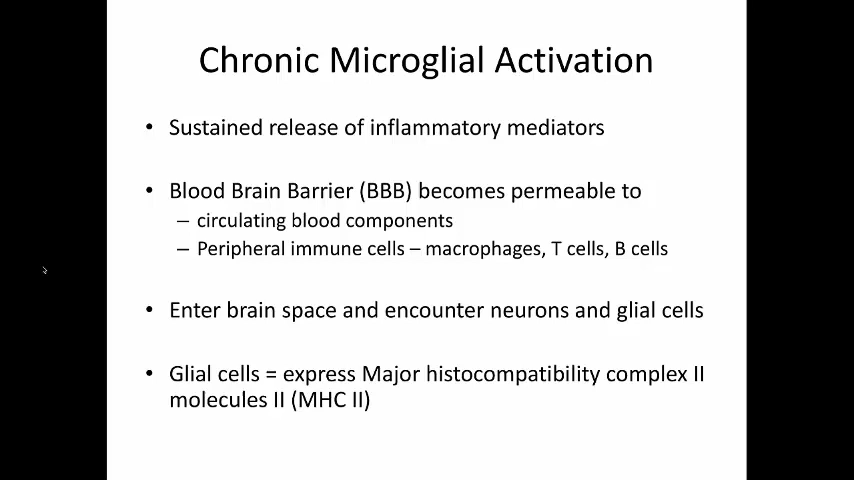 Chronic Microglial Activation
• Sustained release of inflammatory mediators
• Blood Brain Barrier (BBB) becomes permeable to
– circulating blood components
– Peripheral immune cells – macrophages, T cells, B cells
• Enter brain space and encounter neurons and glial cells
• Glial cells = express Major histocompatibility complex II
molecules II (MHC II)